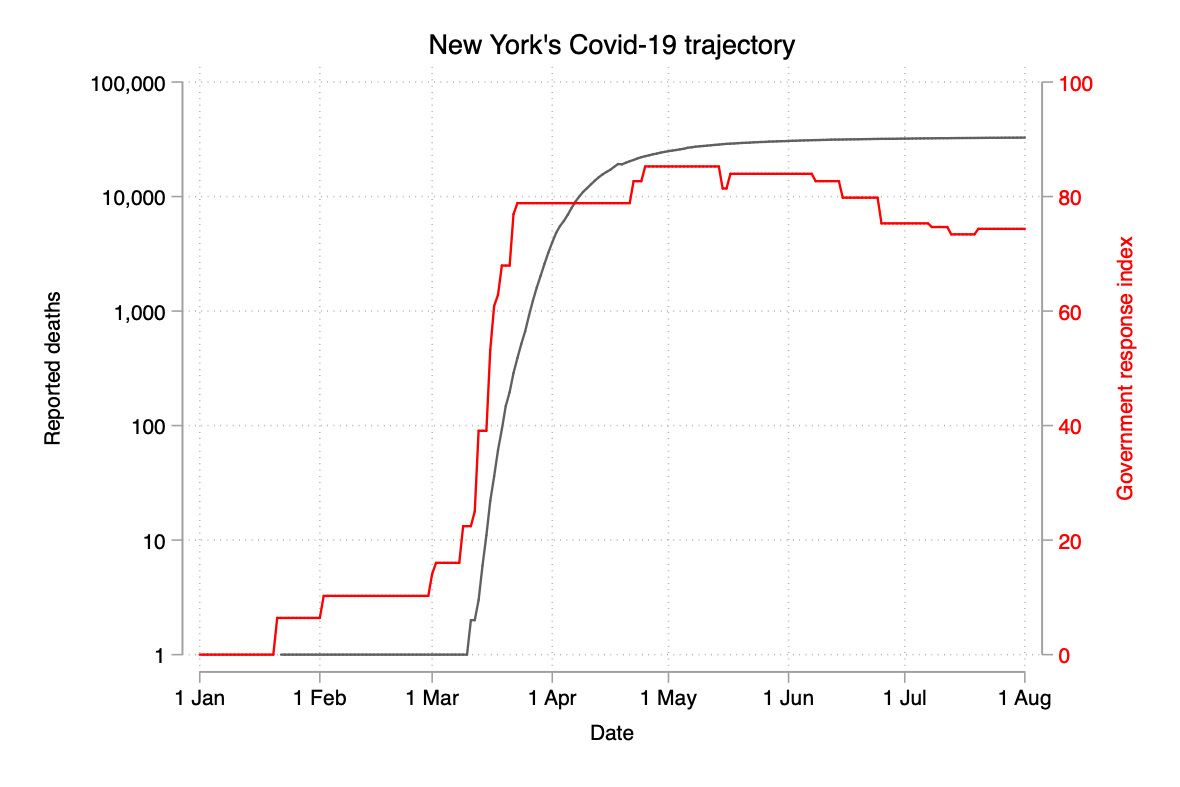 New York's Covid-19 trajectory
100,000
10,000
1,000
100
10
1
Reported deaths
100
80
60
40
20
0
Government response index
1 Jan 1 Feb 1 Mar 1 Apr 1 May 1 Jun 1 Jul 1 Aug
Date